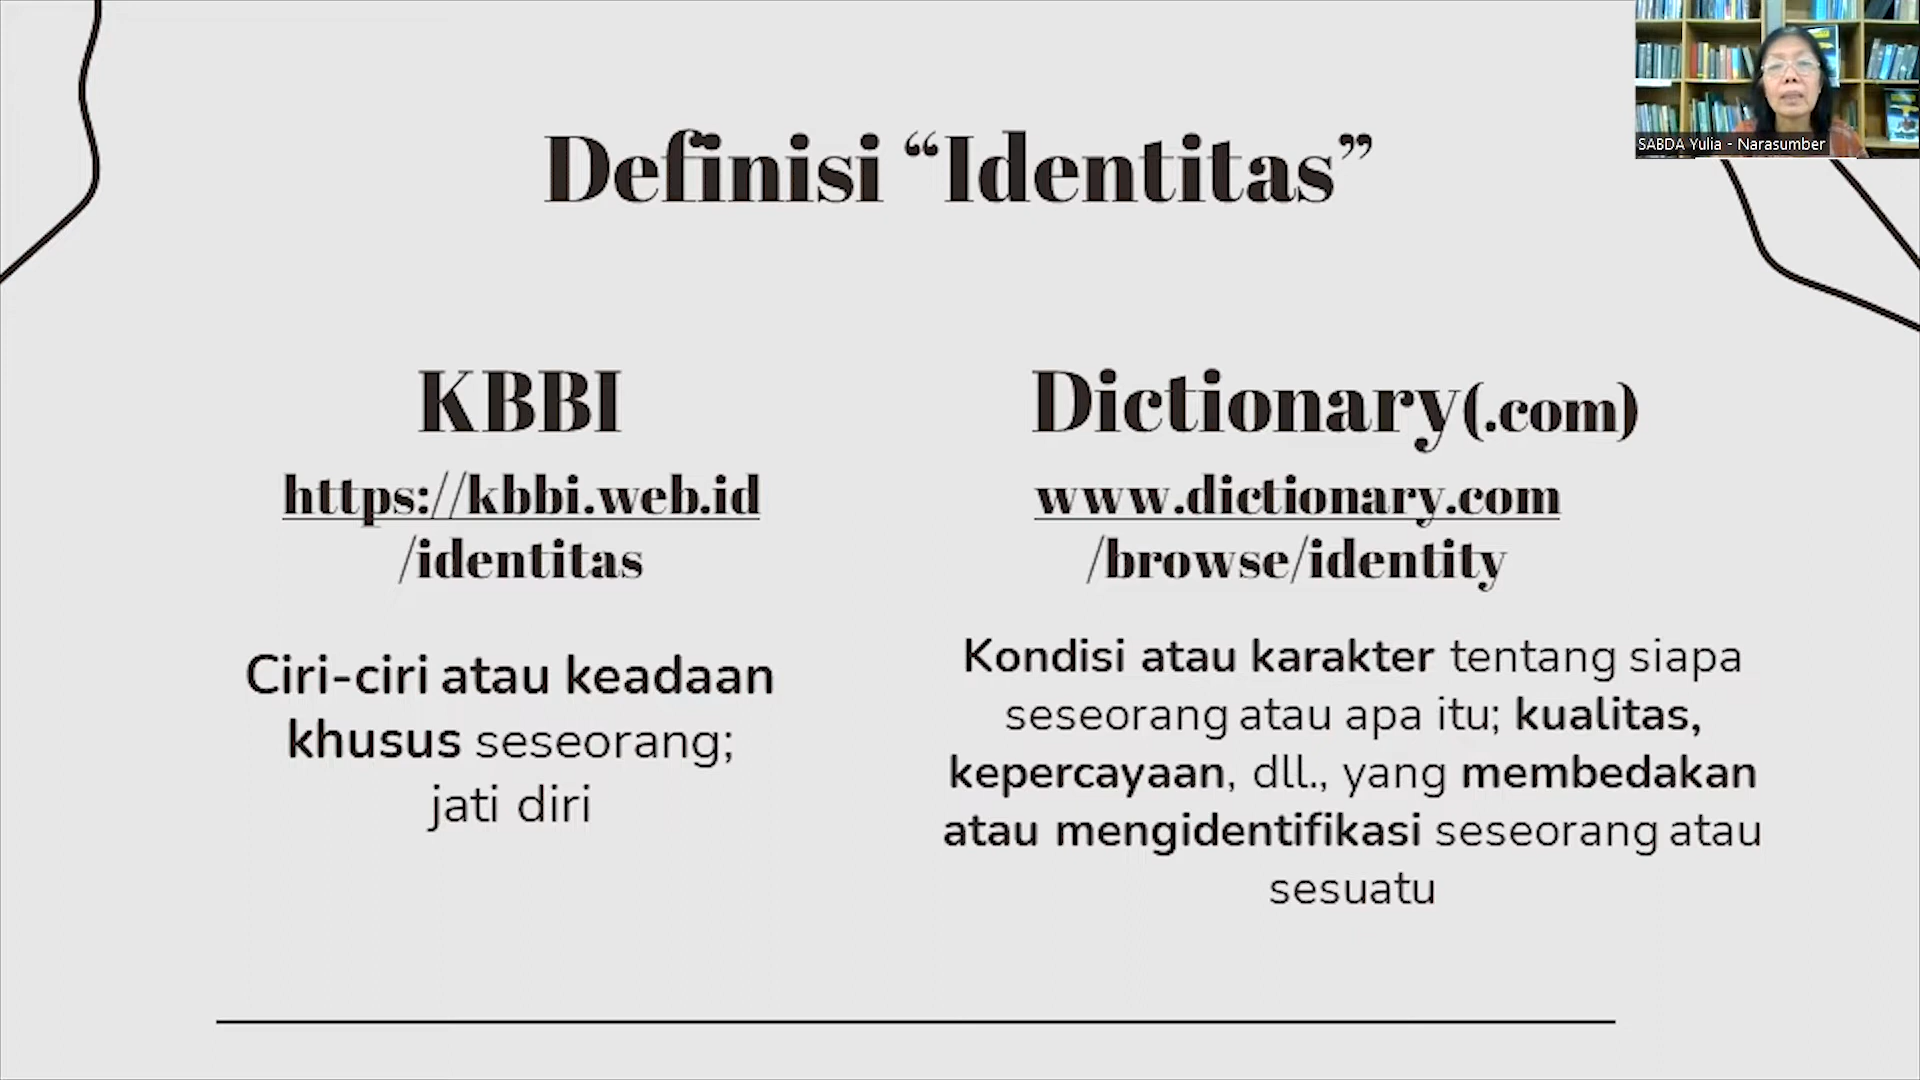 Definisi “Identitas”
SABDA Yulia - Narasumber
KBBI
https://kbbi.web.id
/identitas
Ciri-ciri atau keadaan
khusus seseorang;
jati diri
Dictionary(.com)
www.dictionary.com
/browse/identity
Kondisi atau karakter tentang siapa
seseorang atau apa itu; kualitas,
kepercayaan, dll., yang membedakan
atau mengidentifikasi seseorang atau
sesuatu